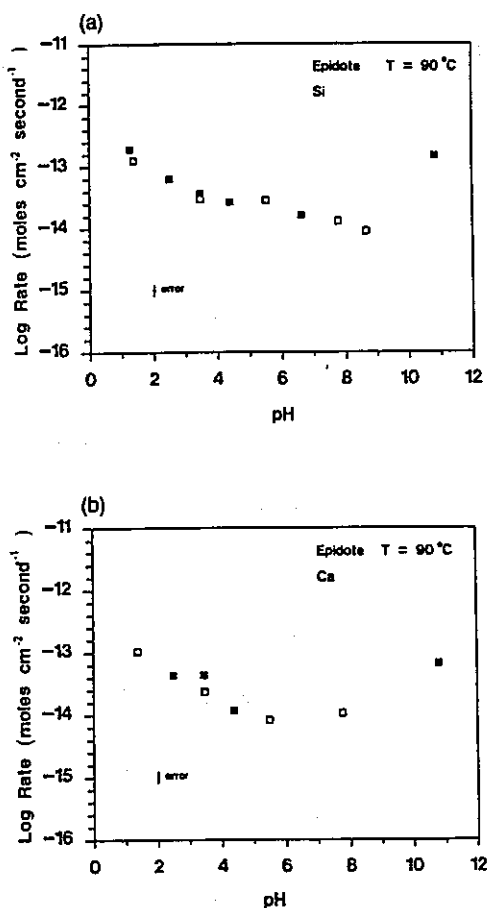 (a)
Epidote T = 90 °C
Si
-11
-12
-13
-14
-15
-16
Log Rate (moles cm⁻² second⁻¹ )
error
0 2 4 6 8 10 12
pH
(b)
Epidote T = 90 °C
Ca
-11
-12
-13
-14
-15
-16
Log Rate (moles cm⁻² second⁻¹ )
error
0 2 4 6 8 10 12
pH